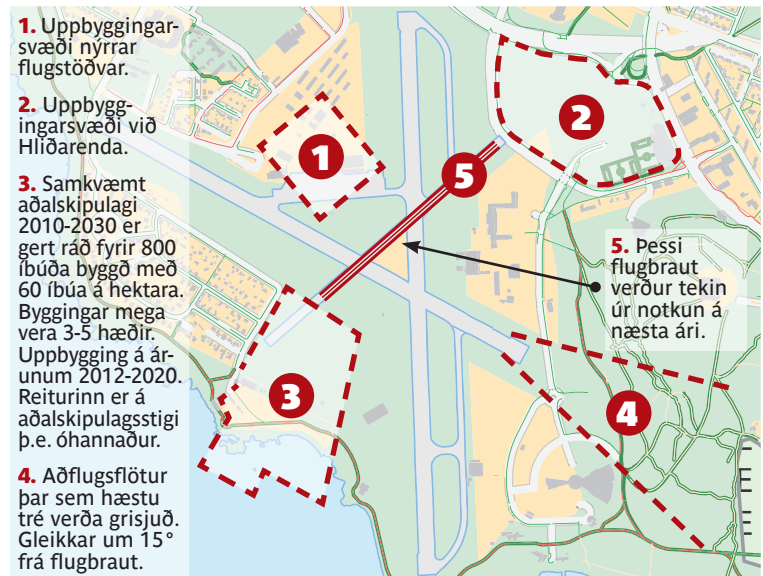 1. Uppbyggingar-
svæði nýrrar
flugstöðvar.
2. Uppbygg-
ingarsvæði við
Hlíðarenda.
3. Samkvæmt
aðalskipulagi
2010-2030 er
gert ráð fyrir 800
íbúða byggð með
60 íbúa á hektara.
Byggingar mega
vera 3-5 hæðir.
Uppbygging á ár-
unum 2012-2020.
Reiturinn er á
aðalskipulagsstigi
þ.e. óhannaður.
4. Aðflugsflötur
þar sem hæstu
tré verða grisjuð.
Gleikkar um 15°
frá flugbraut.
1
2
5
5. Þessi
flugbraut
verður tekin
úr notkun á
næsta ári.
3
4